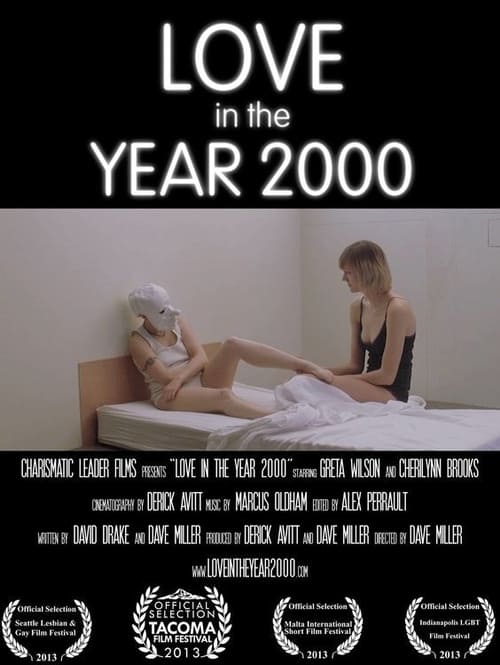 LOVE
in the
YEAR 2000
CHARISMATIC LEADER FILMS PRESENTS "LOVE IN THE YEAR 2000" STARRING GRETA WILSON AND CHERILYNN BROOKS
CINEMATOGRAPHY BY DERICK AVITT MUSIC BY MARCUS OLDHAM EDITED BY ALEX PERRAULT
WRITTEN BY DAVID DRAKE AND DAVE MILLER PRODUCED BY DERICK AVITT AND DAVE MILLER DIRECTED BY DAVE MILLER
WWW.LOVEINTHEYEAR2000.COM
Official Selection
Seattle Lesbian &
Gay Film Festival
2013
OFFICIAL
SELECTION
TACOMA
FILM FESTIVAL
2013
Official Selection
Malta International
Short Film Festival
2013
Official Selection
Indianapolis LGBT
Film Festival
2013